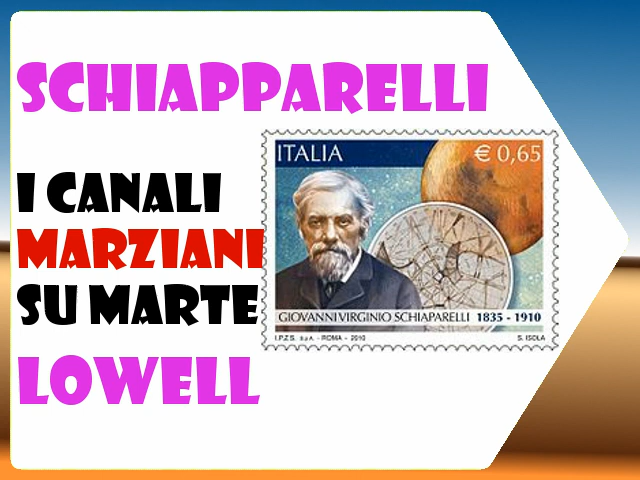 SCHIAPPARELLI
I CANALI
MARZIANI
SU MARTE
LOWELL
ITALIA € 0,65
GIOVANNI VIRGINIO SCHIAPARELLI 1835 - 1910
I.P.Z.S. S.p.A. - ROMA - 2010 S. ISOLA